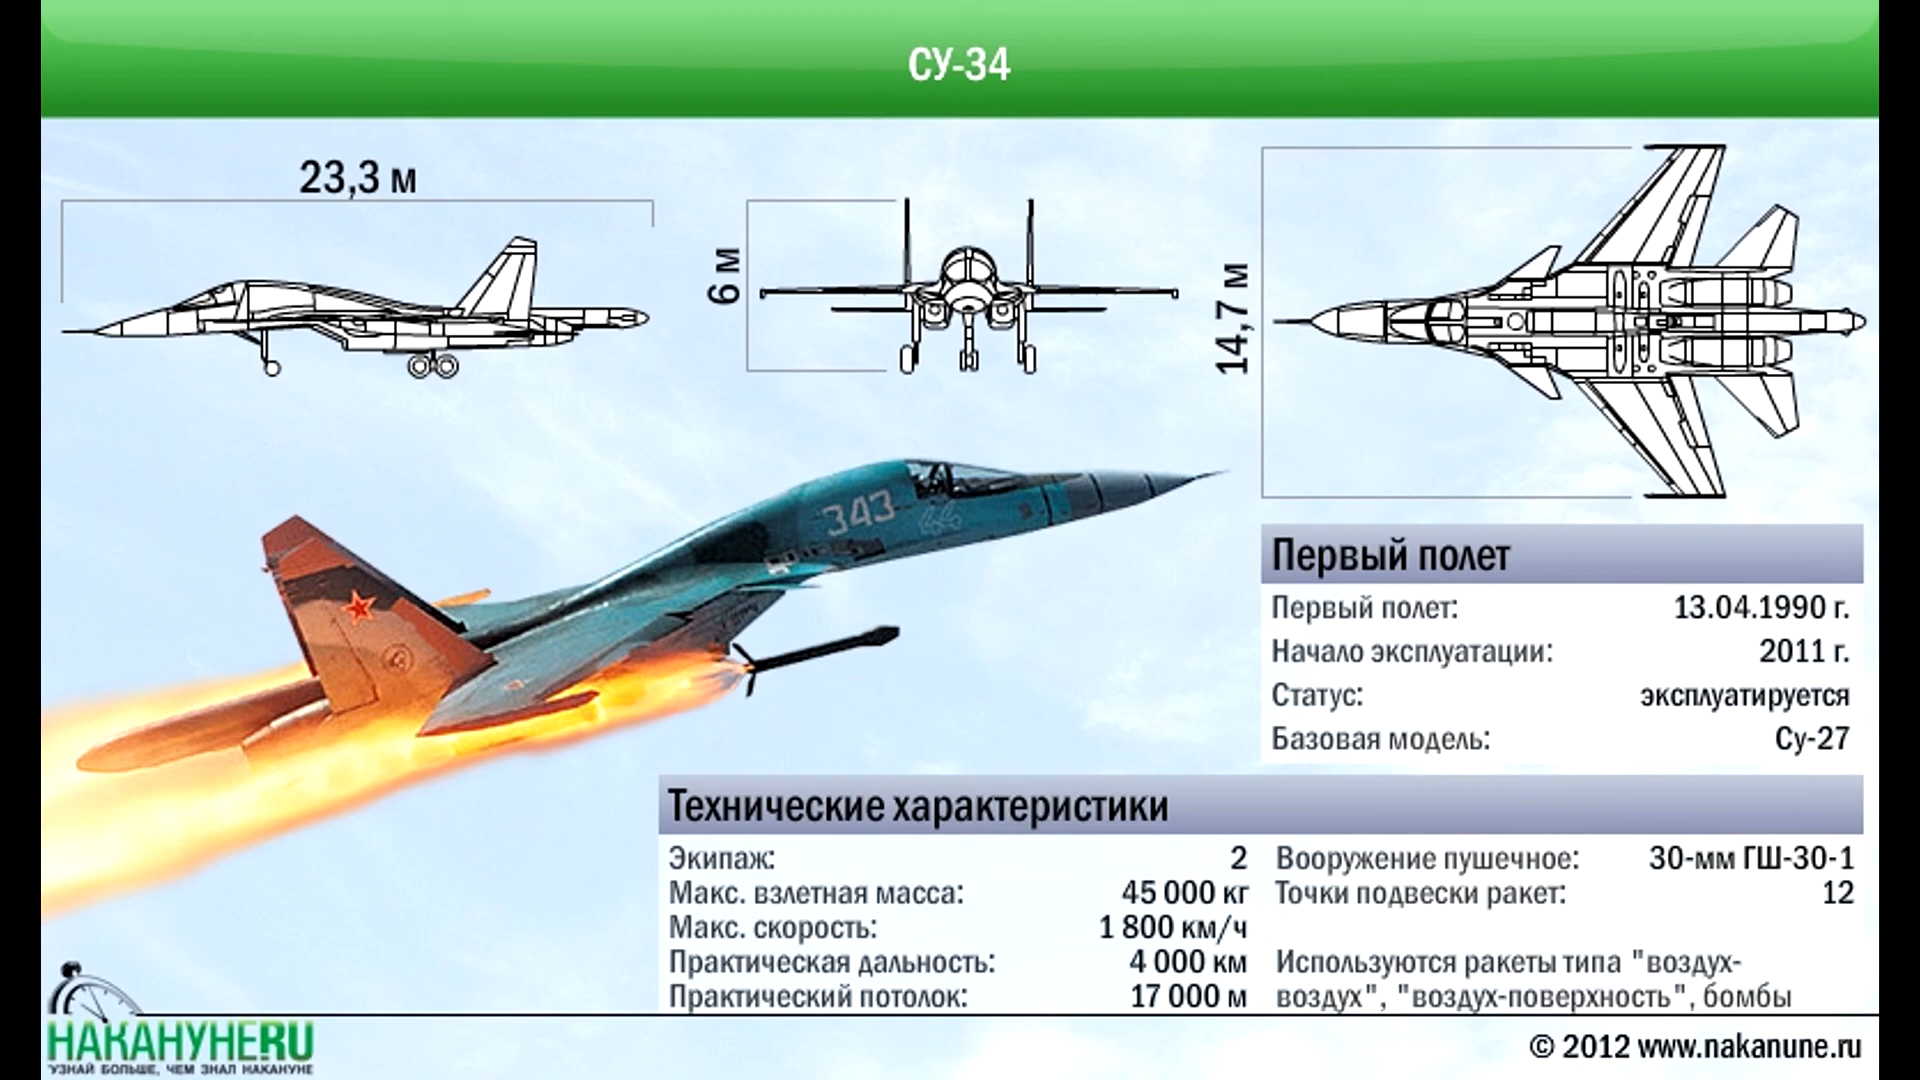 СУ-34
23,3 м
6 м
14,7 м
343
44
Первый полет
Первый полет: 13.04.1990 г.
Начало эксплуатации: 2011 г.
Статус: эксплуатируется
Базовая модель: Су-27
Технические характеристики
Экипаж: 2
Макс. взлетная масса: 45 000 кг
Макс. скорость: 1 800 км/ч
Практическая дальность: 4 000 км
Практический потолок: 17 000 м
Вооружение пушечное: 30-мм ГШ-30-1
Точки подвески ракет: 12
Используются ракеты типа "воздух-
воздух", "воздух-поверхность", бомбы
НАКАНУНЕ.RU
УЗНАЙ БОЛЬШЕ, ЧЕМ ЗНАЛ НАКАНУНЕ
© 2012 www.nakanune.ru